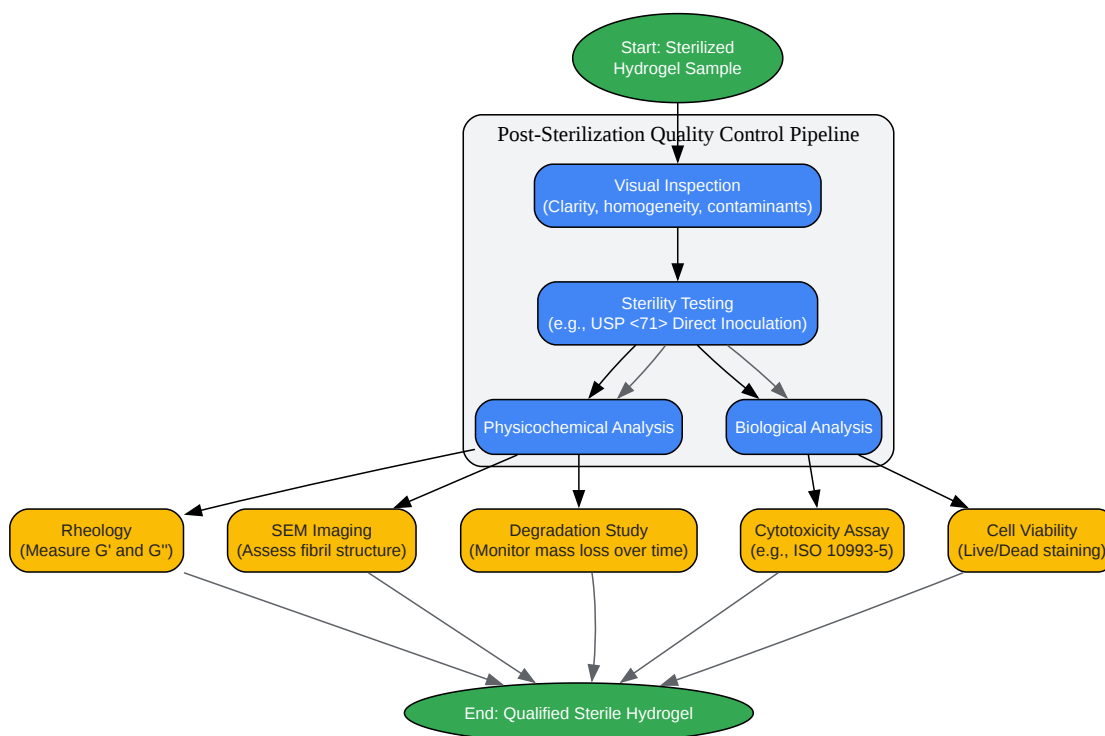 Start: Sterilized
Hydrogel Sample
Post-Sterilization Quality Control Pipeline
Visual Inspection
(Clarity, homogeneity, contaminants)
Sterility Testing
(e.g., USP <71> Direct Inoculation)
Physicochemical Analysis
Biological Analysis
Rheology
(Measure G' and G'')
SEM Imaging
(Assess fibril structure)
Degradation Study
(Monitor mass loss over time)
Cytotoxicity Assay
(e.g., ISO 10993-5)
Cell Viability
(Live/Dead staining)
End: Qualified Sterile Hydrogel